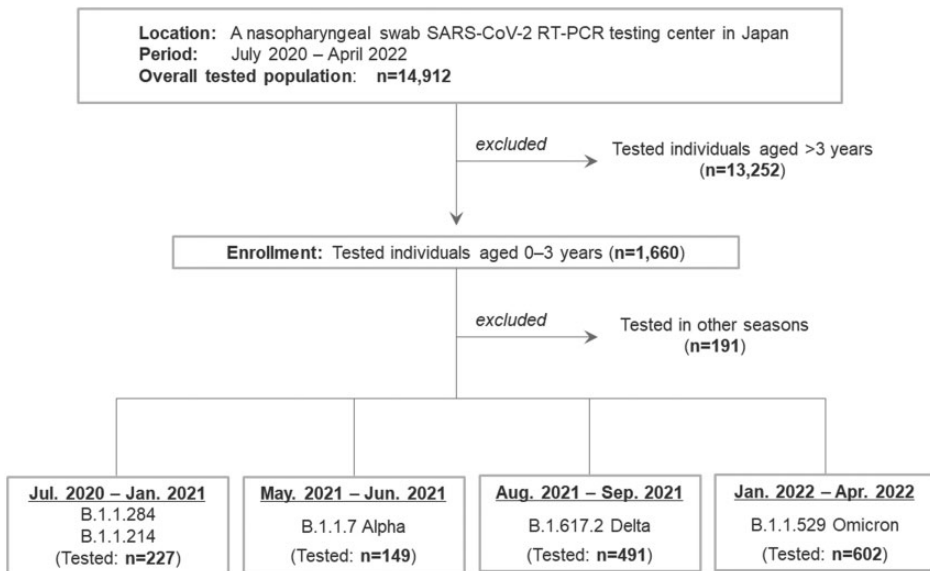 Location: A nasopharyngeal swab SARS-CoV-2 RT-PCR testing center in Japan
Period: July 2020 – April 2022
Overall tested population: n=14,912
excluded
Tested individuals aged >3 years
(n=13,252)
Enrollment: Tested individuals aged 0–3 years (n=1,660)
excluded
Tested in other seasons
(n=191)
Jul. 2020 – Jan. 2021
B.1.1.284
B.1.1.214
(Tested: n=227)
May. 2021 – Jun. 2021
B.1.1.7 Alpha
(Tested: n=149)
Aug. 2021 – Sep. 2021
B.1.617.2 Delta
(Tested: n=491)
Jan. 2022 – Apr. 2022
B.1.1.529 Omicron
(Tested: n=602)